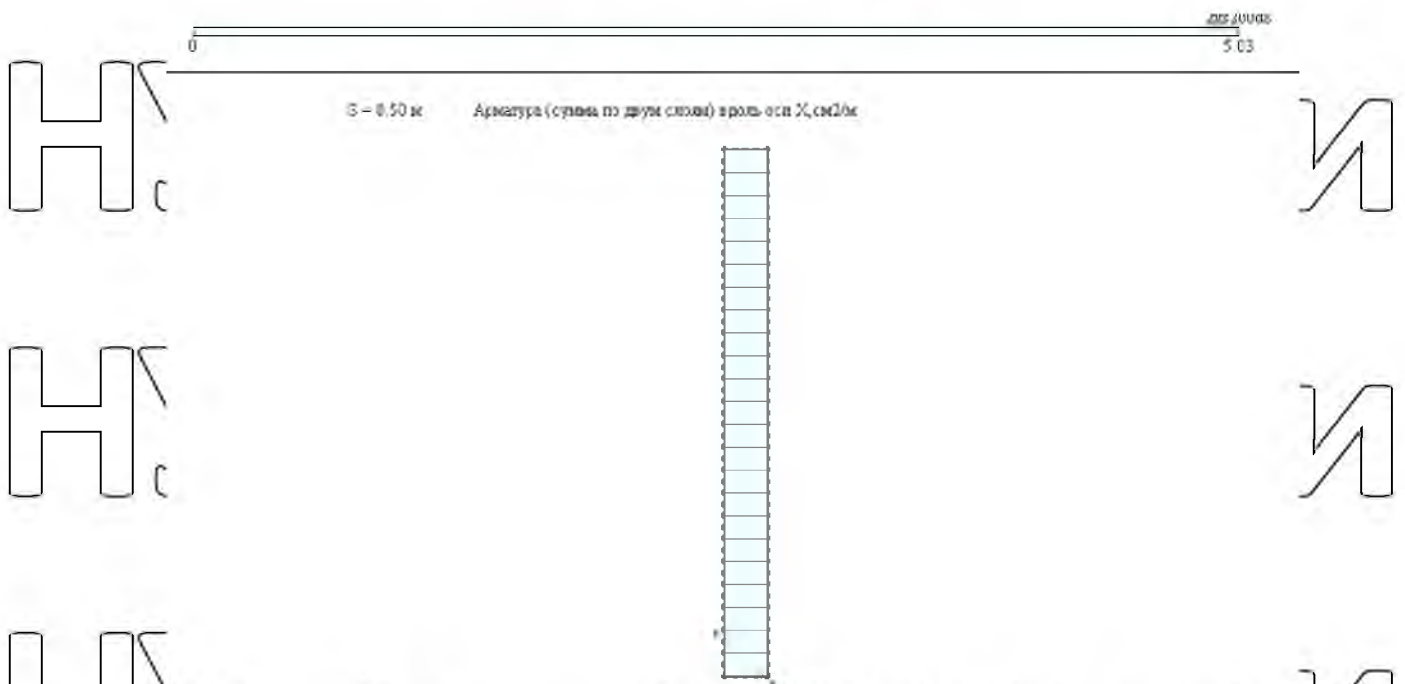 0
5.03
S = 0.50 м Арматура (сумма по двум слоям) вдоль оси X, см2/м
Н И
Н И
Н И